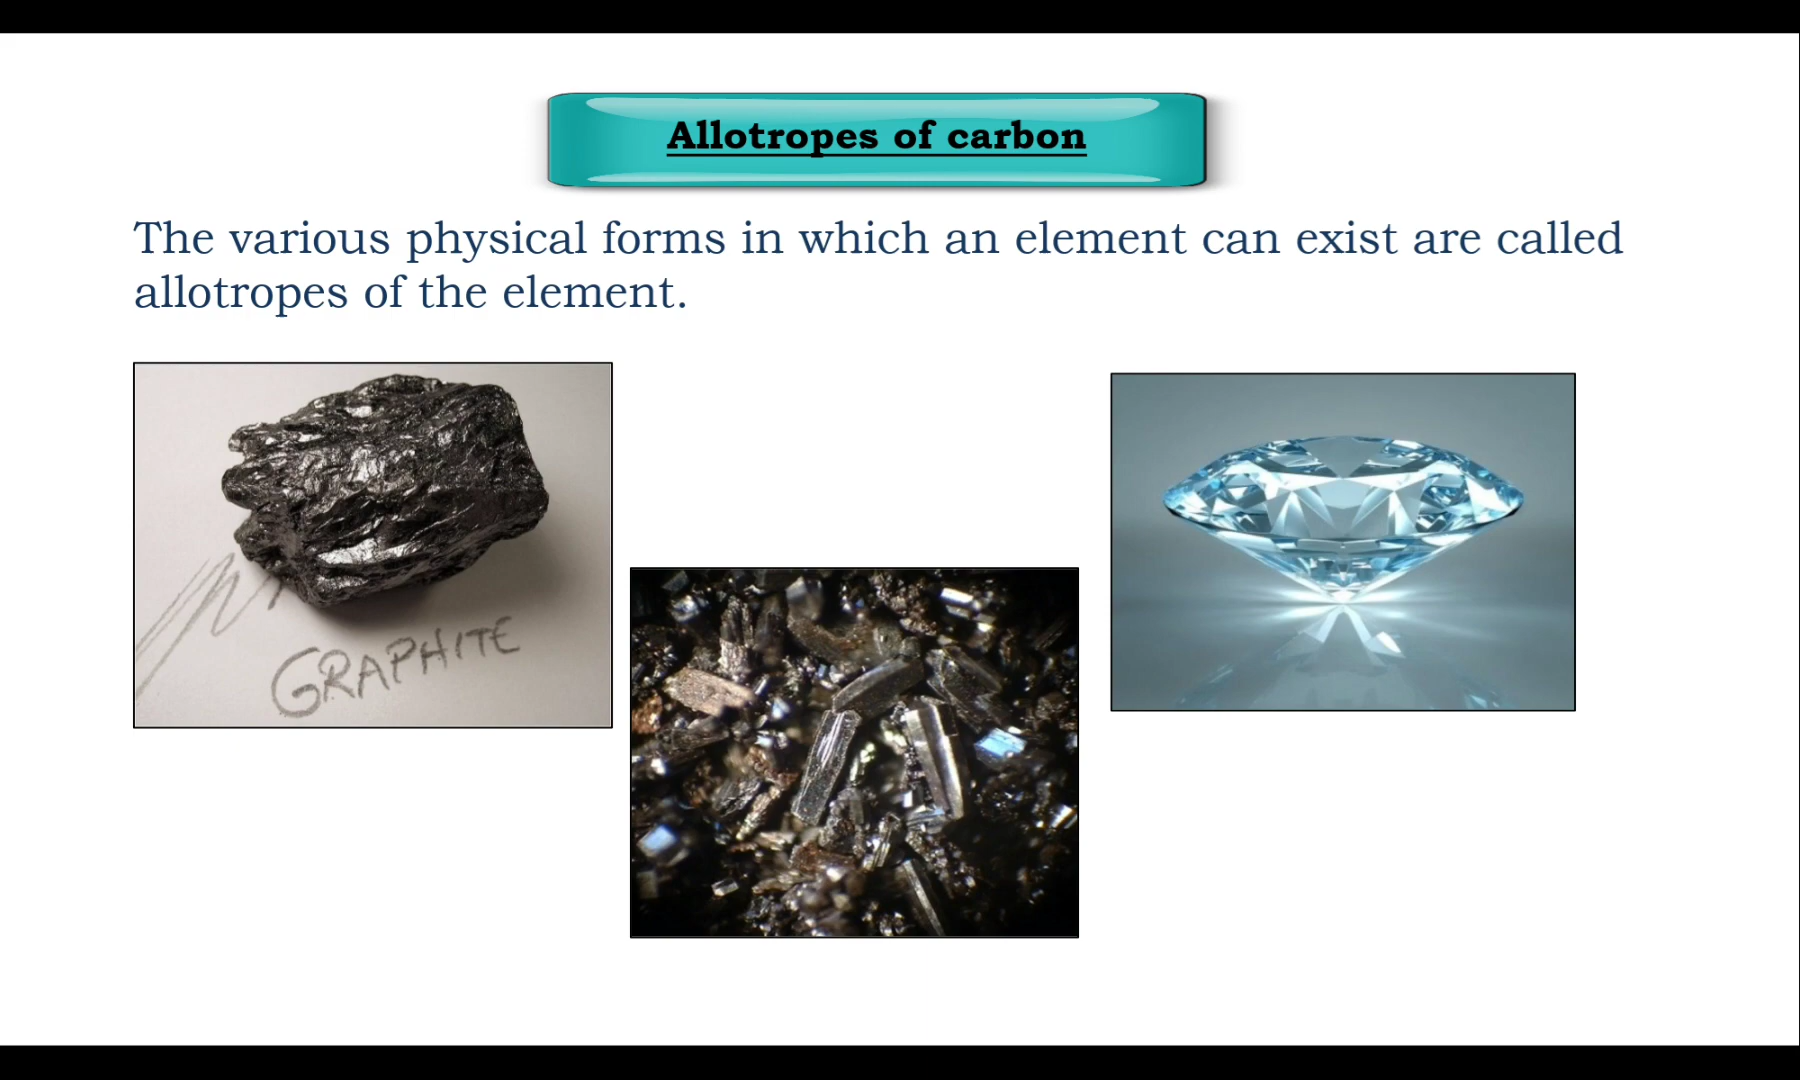 Allotropes of carbon
The various physical forms in which an element can exist are called
allotropes of the element.
GRAPHITE